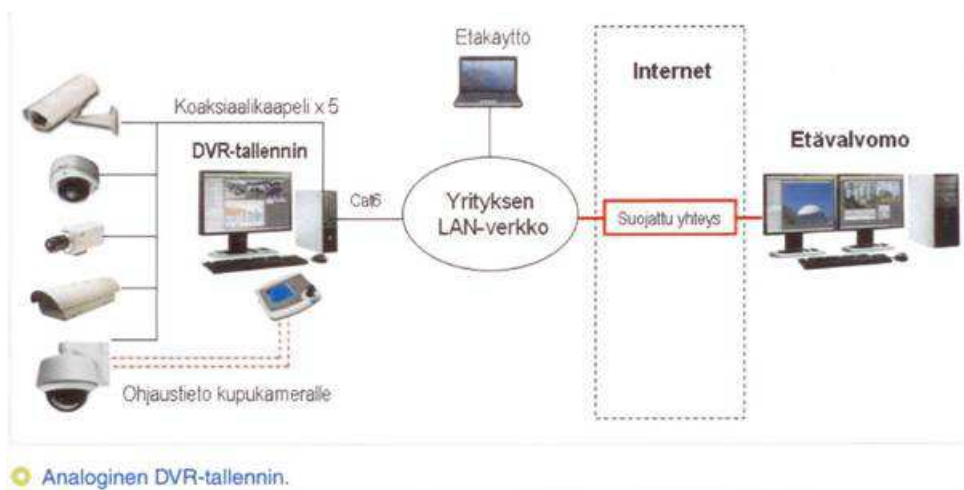 Etäkäyttö
Internet
Koaksiaalikaapeli x 5
DVR-tallennin
Etävalvomo
Cat6
Yrityksen
LAN-verkko
Suojattu yhteys
Ohjaustieto kupukameralle
Analoginen DVR-tallennin.